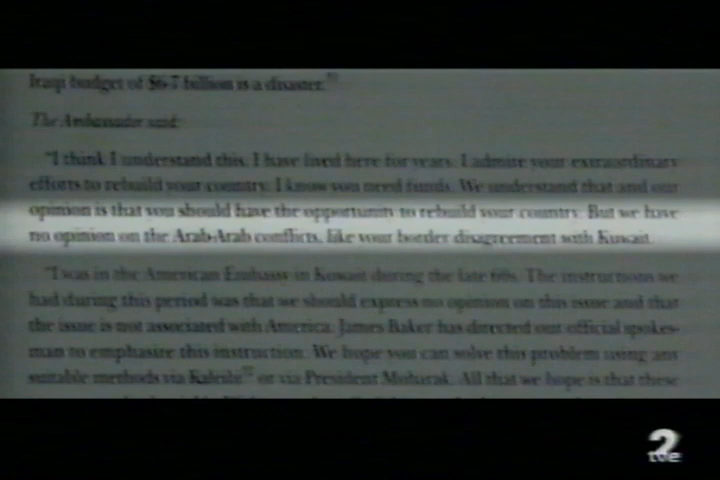 Iraqi budget of $6-7 billion is a disaster."
The Ambassador said:
"I think I understand this. I have lived here for years. I admire your extraordinary
efforts to rebuild your country. I know you need funds. We understand that and our
opinion is that you should have the opportunity to rebuild your country. But we have
no opinion on the Arab-Arab conflicts, like your border disagreement with Kuwait.
"I was in the American Embassy in Kuwait during the late 60s. The instructions we
had during this period was that we should express no opinion on this issue and that
the issue is not associated with America. James Baker has directed our official spokes-
man to emphasize this instruction. We hope you can solve this problem using any
suitable methods via Kaleibi or via President Mubarak. All that we hope is that these
2
tve